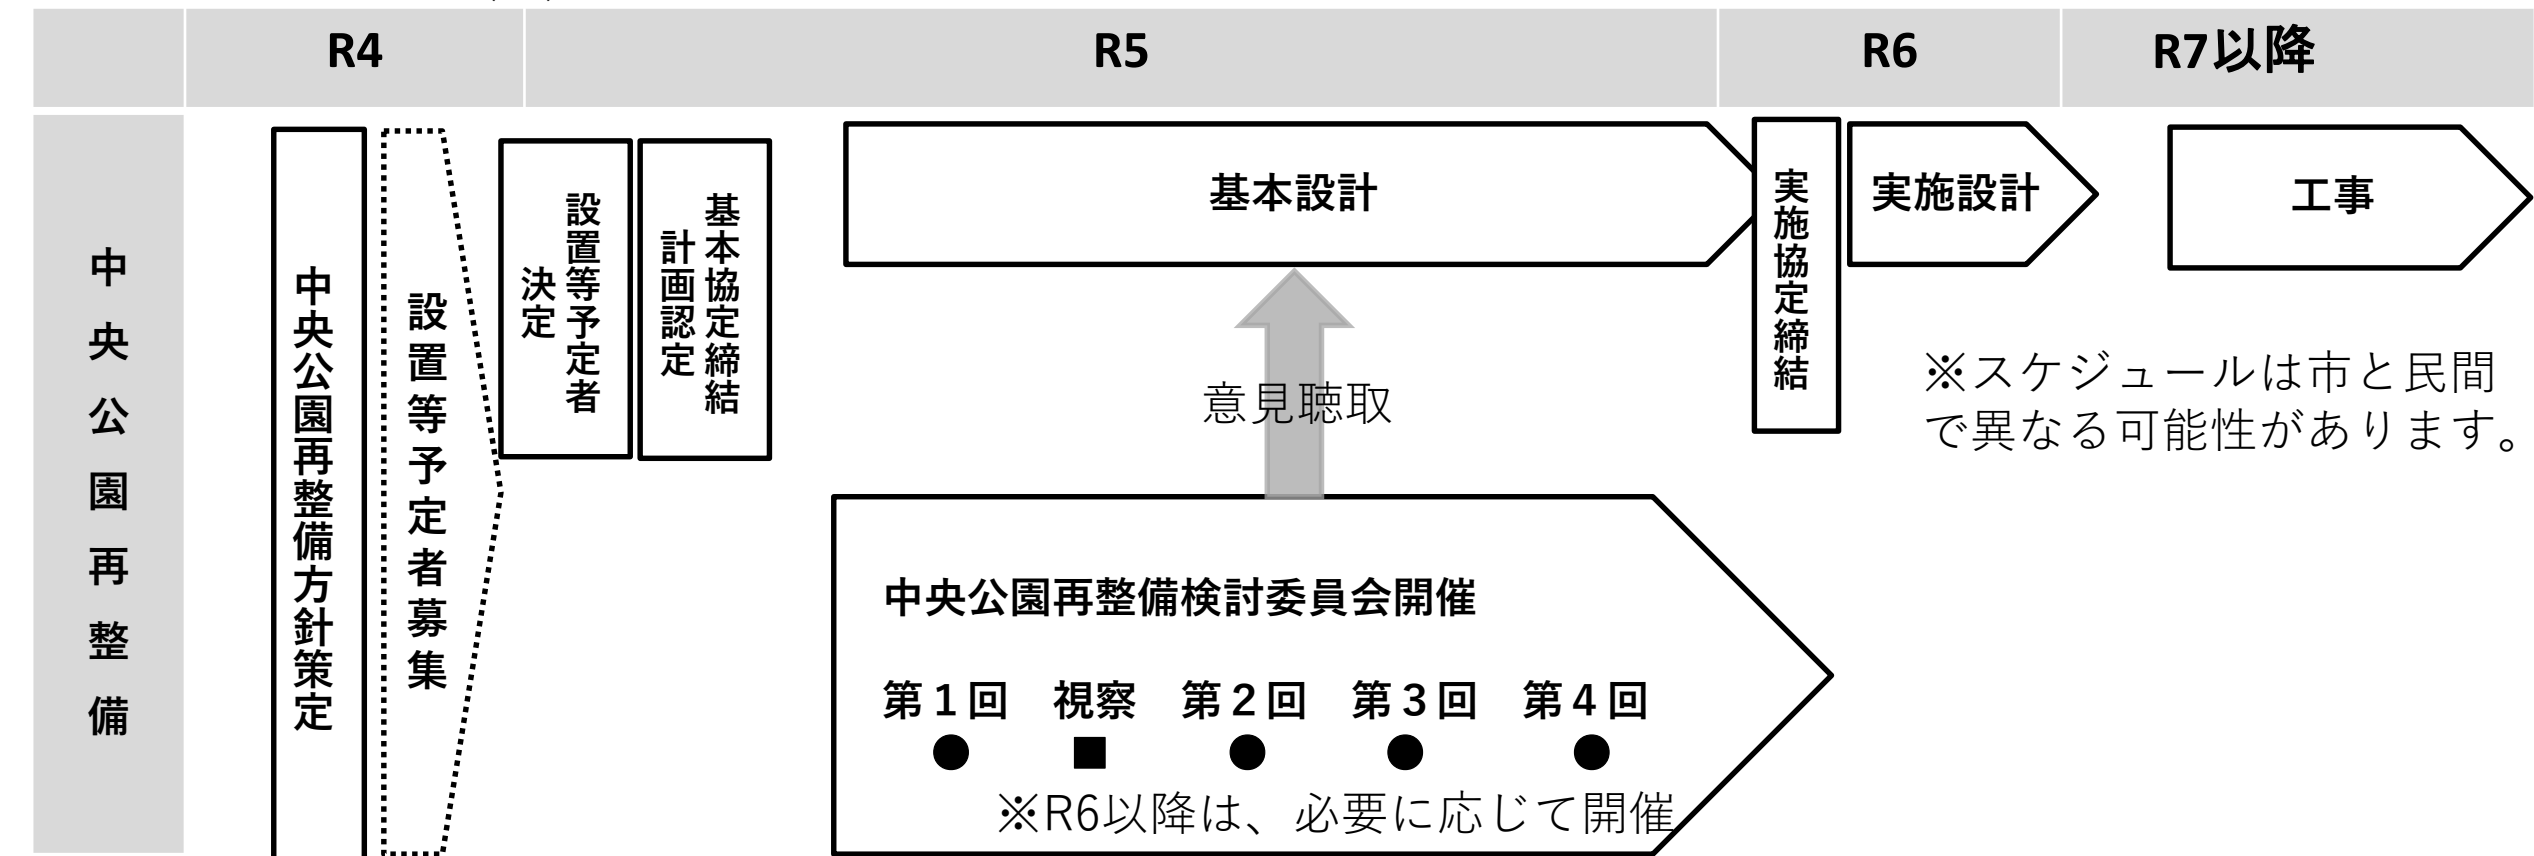 R4
R5
R6
R7以降
中央公園再整備
中央公園再整備方針策定
設置等予定者募集
設置等予定者
決定
基本協定締結
計画認定
基本設計
実施協定締結
実施設計
工事
意見聴取
※スケジュールは市と民間
で異なる可能性があります。
中央公園再整備検討委員会開催
第１回 視察 第２回 第３回 第４回
※R6以降は、必要に応じて開催